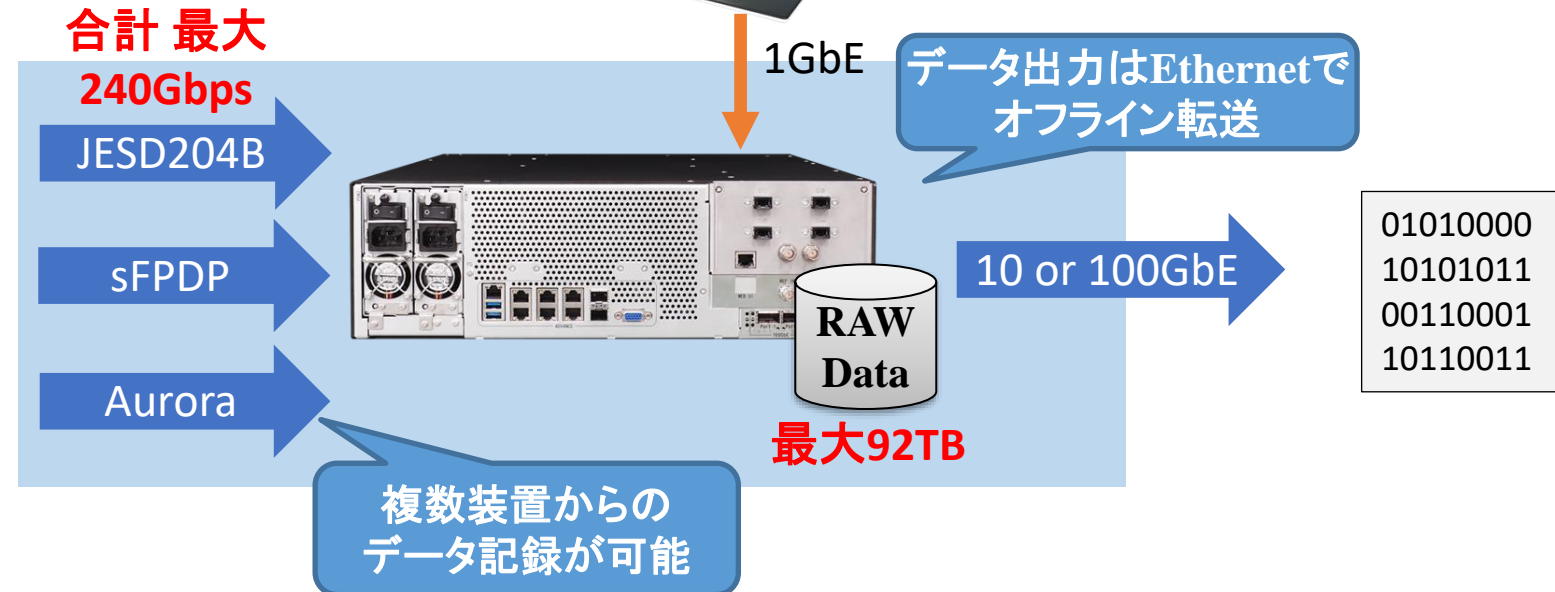 合計 最大
240Gbps
JESD204B
sFPDP
Aurora
1GbE
データ出力はEthernetで
オフライン転送
10 or 100GbE
RAW
Data
最大92TB
複数装置からの
データ記録が可能
01010000
10101011
00110001
10110011